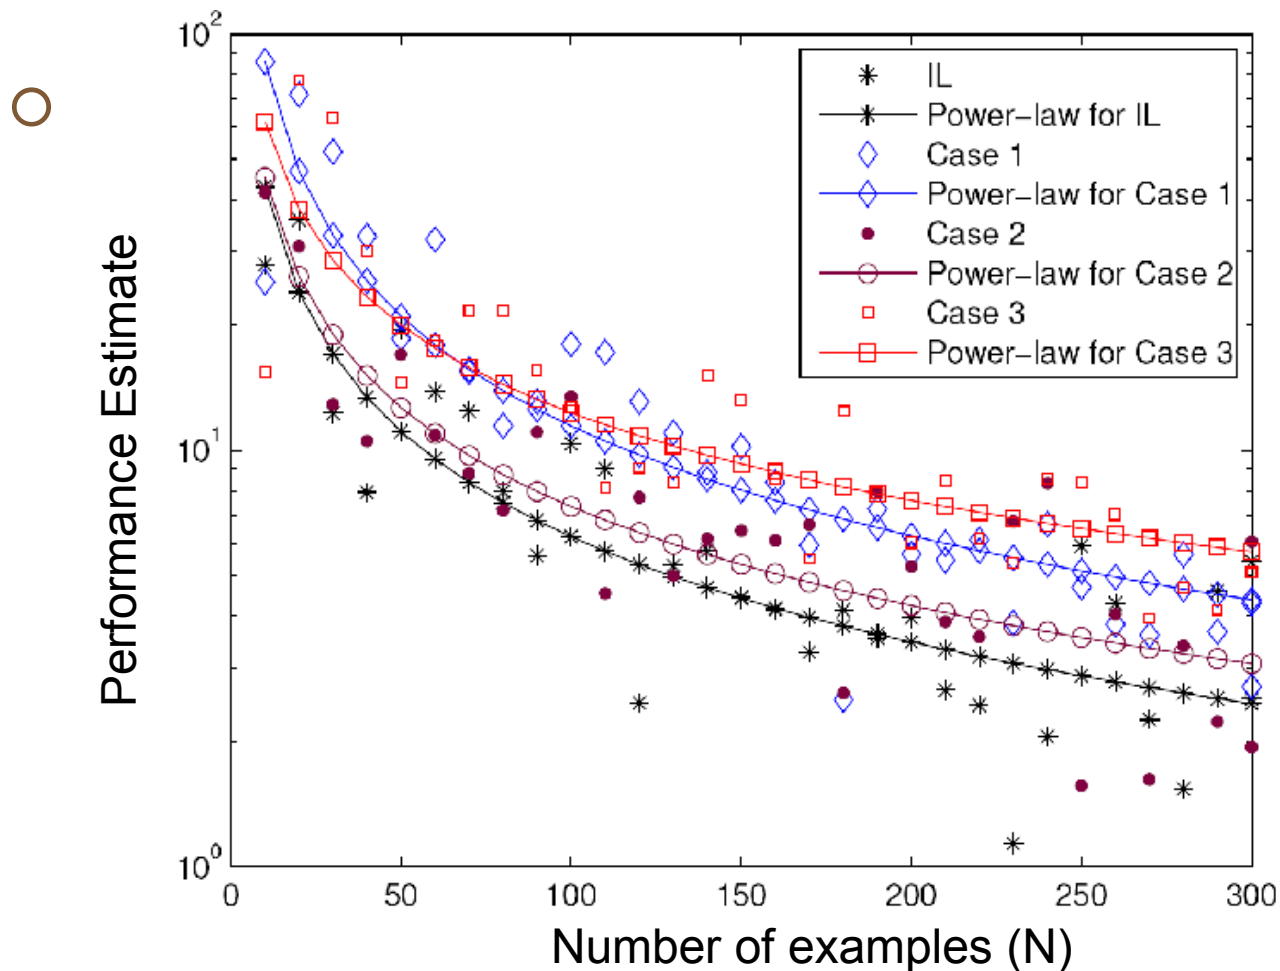 10²
10¹
10⁰
Performance Estimate
IL
Power-law for IL
Case 1
Power-law for Case 1
Case 2
Power-law for Case 2
Case 3
Power-law for Case 3
0 50 100 150 200 250 300
Number of examples (N)